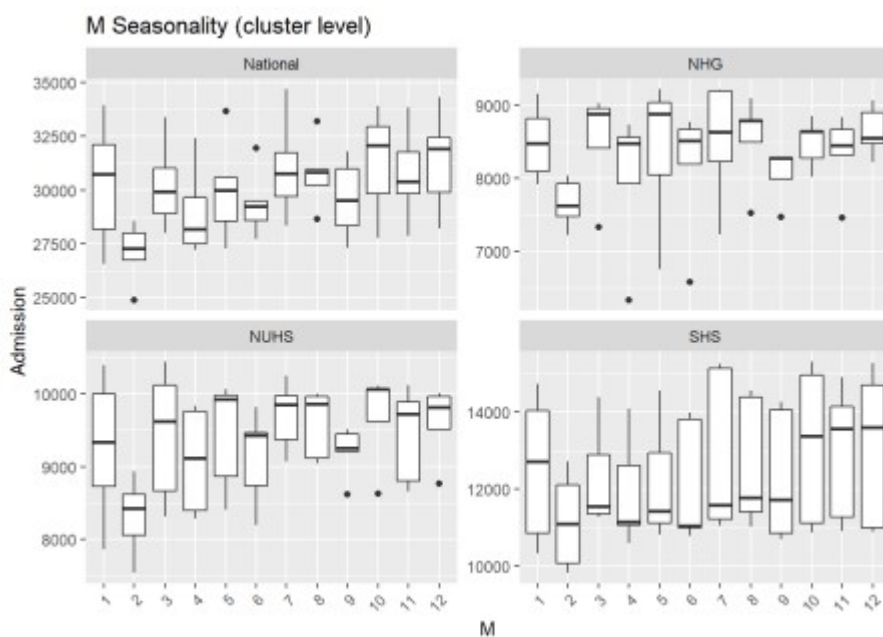 M Seasonality (cluster level)
National
NHG
35000
32500
30000
27500
25000
9000
8000
7000
Admission
NUHS
SHS
10000
9000
8000
14000
12000
10000
1 2 3 4 5 6 7 8 9 10 11 12
1 2 3 4 5 6 7 8 9 10 11 12
M